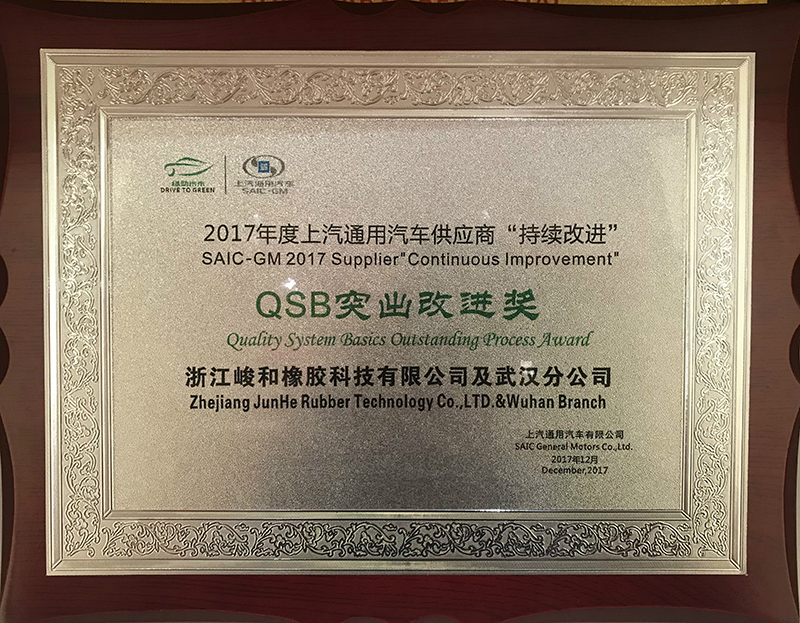 绿动未来
DRIVE TO GREEN
上汽通用汽车
SAIC-GM
2017年度上汽通用汽车供应商“持续改进”
SAIC-GM 2017 Supplier"Continuous Improvement"
QSB突出改进奖
Quality System Basics Outstanding Process Award
浙江峻和橡胶科技有限公司及武汉分公司
Zhejiang JunHe Rubber Technology Co.,LTD.&Wuhan Branch
上汽通用汽车有限公司
SAIC General Motors Co.,Ltd.
2017年12月
December,2017